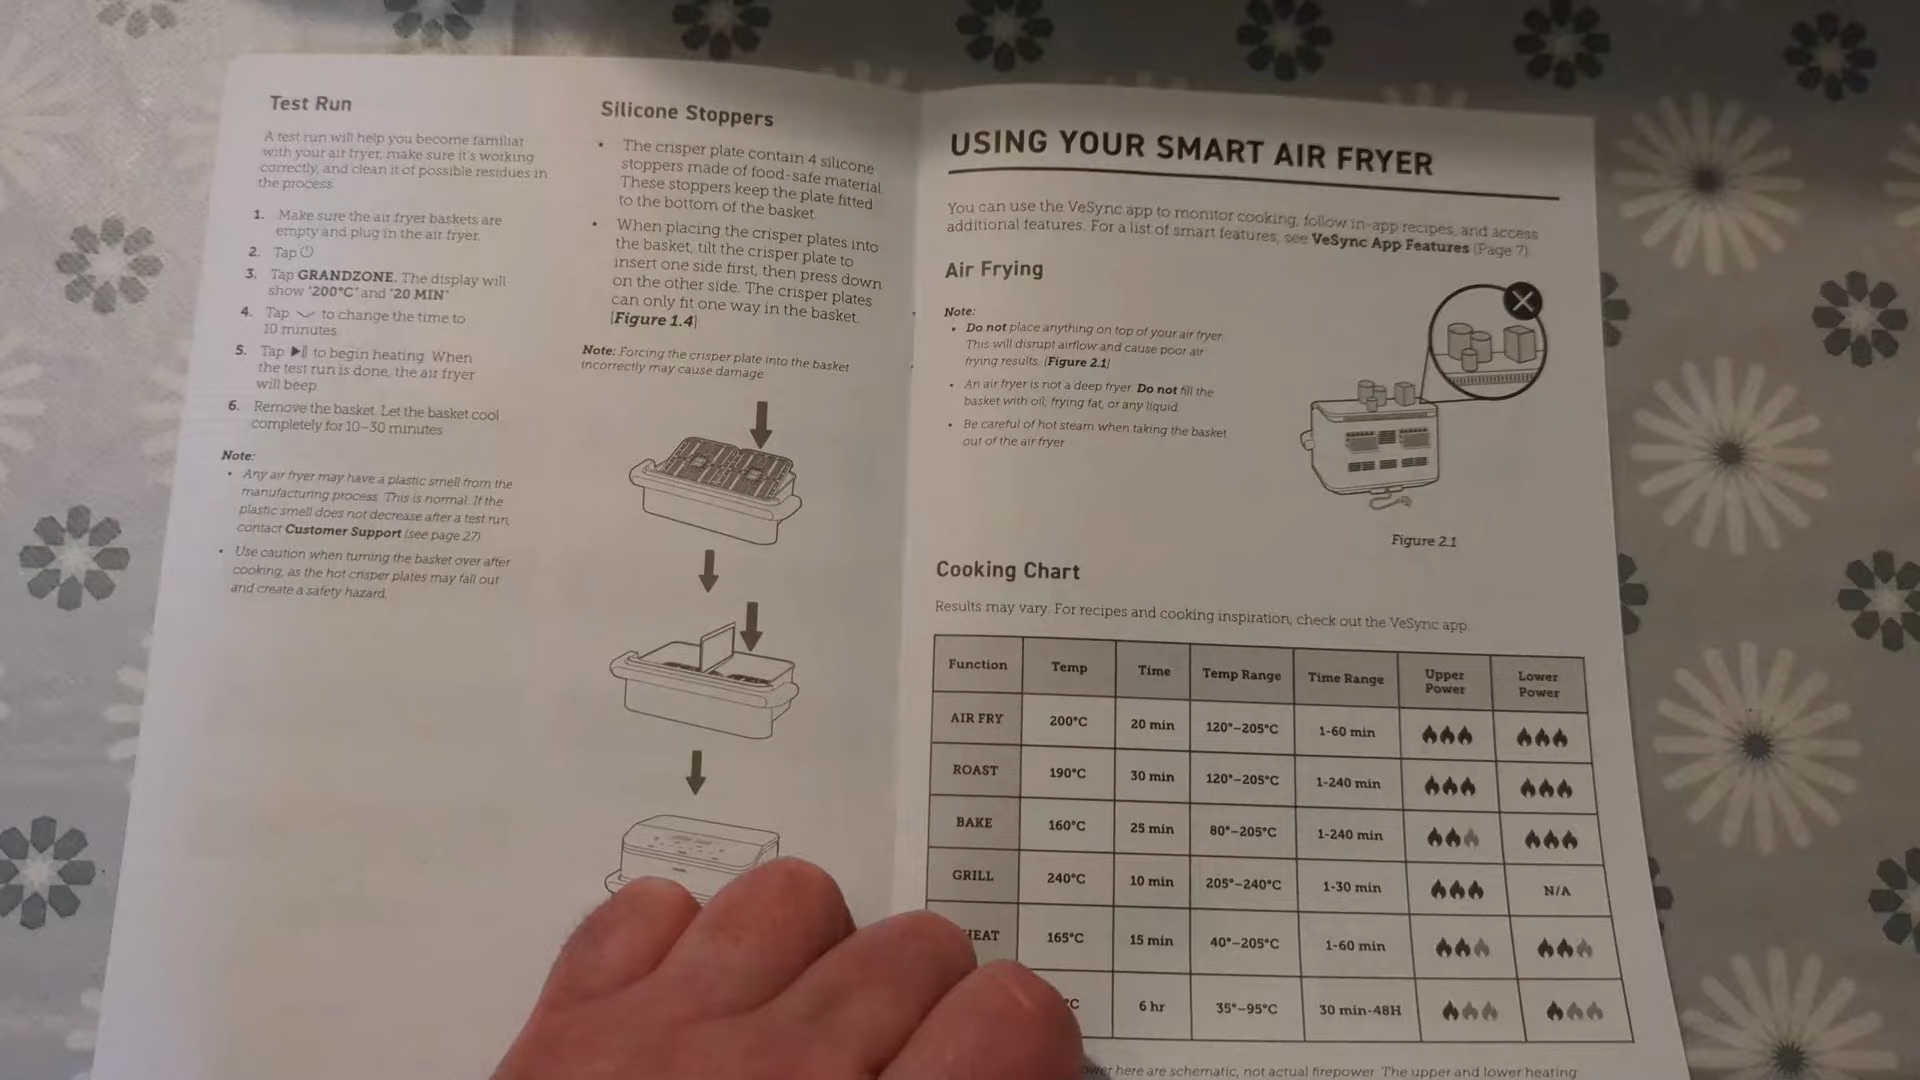 Test Run
A test run will help you become familiar
with your air fryer, make sure it's working
correctly, and clean it of possible residues in
the process.
1. Make sure the air fryer baskets are
empty and plug in the air fryer.
2. Tap
3. Tap GRANDZONE. The display will
show "200°C" and "20 MIN"
4. Tap to change the time to
10 minutes.
5. Tap to begin heating. When
the test run is done, the air fryer
will beep.
6. Remove the basket. Let the basket cool
completely for 10–30 minutes.
Note:
• Any air fryer may have a plastic smell from the
manufacturing process. This is normal. If the
plastic smell does not decrease after a test run,
contact Customer Support (see page 27).
• Use caution when turning the basket over after
cooking, as the hot crisper plates may fall out
and create a safety hazard.
Silicone Stoppers
• The crisper plate contain 4 silicone
stoppers made of food-safe material.
These stoppers keep the plate fitted
to the bottom of the basket.
• When placing the crisper plates into
the basket, tilt the crisper plate to
insert one side first, then press down
on the other side. The crisper plates
can only fit one way in the basket.
[Figure 1.4]
Note: Forcing the crisper plate into the basket
incorrectly may cause damage.
USING YOUR SMART AIR FRYER
You can use the VeSync app to monitor cooking, follow in-app recipes, and access
additional features. For a list of smart features, see VeSync App Features (Page 7).
Air Frying
Note:
• Do not place anything on top of your air fryer.
This will disrupt airflow and cause poor air
frying results. [Figure 2.1]
• An air fryer is not a deep fryer. Do not fill the
basket with oil, frying fat, or any liquid.
• Be careful of hot steam when taking the basket
out of the air fryer.
Figure 2.1
Cooking Chart
Results may vary. For recipes and cooking inspiration, check out the VeSync app.
Function Temp Time Temp Range Time Range Upper Power Lower Power
AIR FRY 200°C 20 min 120°–205°C 1-60 min
ROAST 190°C 30 min 120°–205°C 1-240 min
BAKE 160°C 25 min 80°–205°C 1-240 min
GRILL 240°C 10 min 205°–240°C 1-30 min N/A
HEAT 165°C 15 min 40°–205°C 1-60 min
°C 6 hr 35°–95°C 30 min-48H
here are schematic, not actual firepower. The upper and lower heating